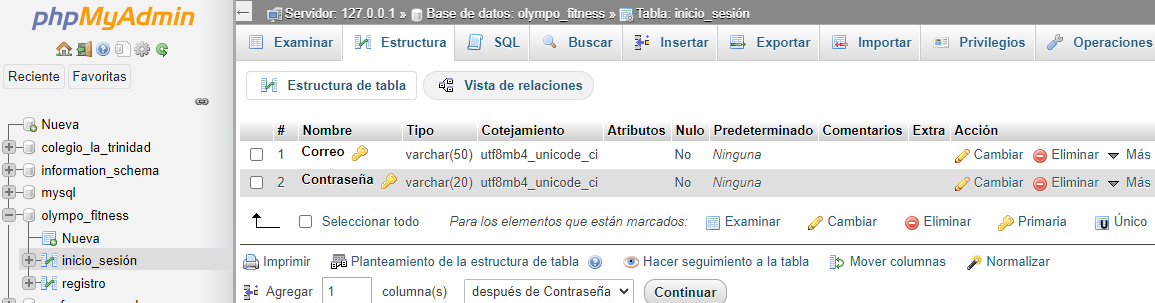 phpMyAdmin
Reciente Favoritas
Nueva
colegio_la_trinidad
information_schema
mysql
olympo_fitness
Nueva
inicio_sesión
registro
Servidor: 127.0.0.1 » Base de datos: olympo_fitness » Tabla: inicio_sesión
Examinar Estructura SQL Buscar Insertar Exportar Importar Privilegios Operaciones
Estructura de tabla Vista de relaciones
# Nombre Tipo Cotejamiento Atributos Nulo Predeterminado Comentarios Extra Acción
1 Correo varchar(50) utf8mb4_unicode_ci No Ninguna Cambiar Eliminar Más
2 Contraseña varchar(20) utf8mb4_unicode_ci No Ninguna Cambiar Eliminar Más
Seleccionar todo Para los elementos que están marcados: Examinar Cambiar Eliminar Primaria Único
Imprimir Planteamiento de la estructura de tabla Hacer seguimiento a la tabla Mover columnas Normalizar
Agregar 1 columna(s) después de Contraseña Continuar